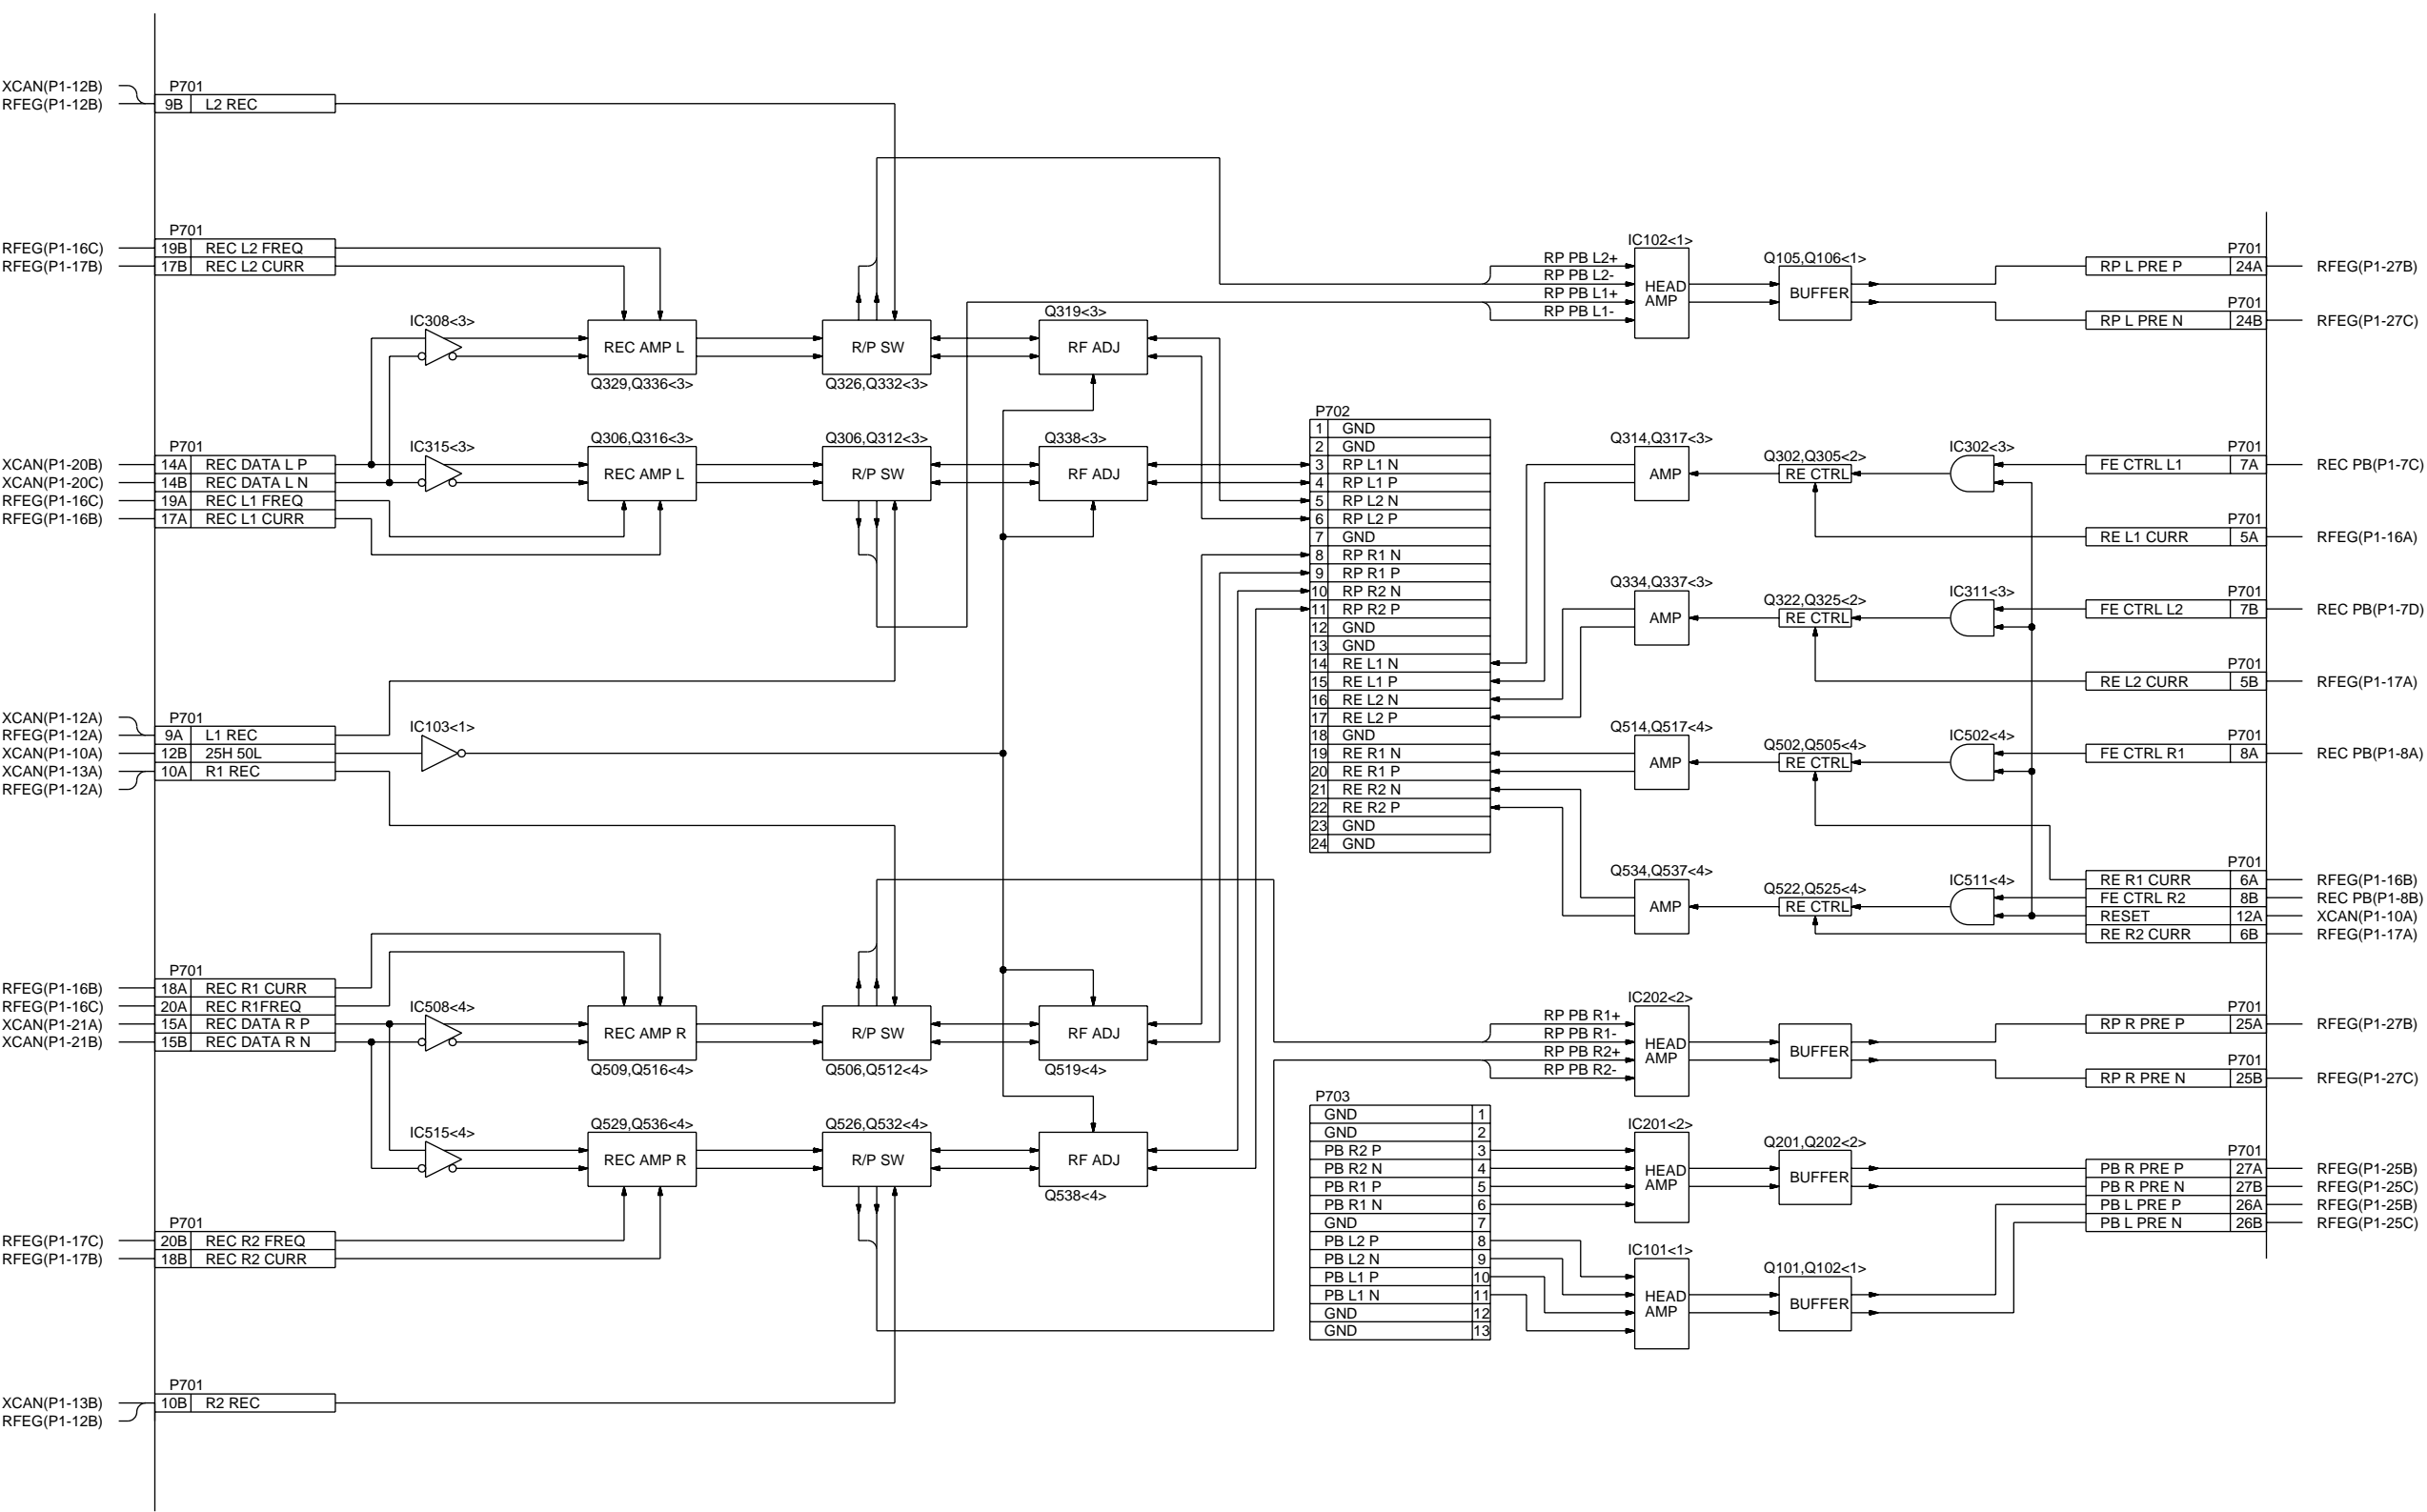 XCAN(P1-12B)
RFEG(P1-12B)
P701
9B L2 REC
RFEG(P1-16C)
RFEG(P1-17B)
P701
19B REC L2 FREQ
17B REC L2 CURR
IC308<3>
REC AMP L
Q329,Q336<3>
R/P SW
Q326,Q332<3>
Q319<3>
RF ADJ
XCAN(P1-20B)
XCAN(P1-20C)
RFEG(P1-16C)
RFEG(P1-16B)
P701
14A REC DATA L P
14B REC DATA L N
19A REC L1 FREQ
17A REC L1 CURR
IC315<3>
Q306,Q316<3>
REC AMP L
Q306,Q312<3>
R/P SW
Q338<3>
RF ADJ
XCAN(P1-12A)
RFEG(P1-12A)
XCAN(P1-10A)
XCAN(P1-13A)
RFEG(P1-12A)
P701
9A L1 REC
12B 25H 50L
10A R1 REC
IC103<1>
RFEG(P1-16B)
RFEG(P1-16C)
XCAN(P1-21A)
XCAN(P1-21B)
P701
18A REC R1 CURR
20A REC R1FREQ
15A REC DATA R P
15B REC DATA R N
IC508<4>
REC AMP R
Q509,Q516<4>
R/P SW
Q506,Q512<4>
RF ADJ
Q519<4>
IC515<4>
Q529,Q536<4>
REC AMP R
Q526,Q532<4>
R/P SW
RF ADJ
Q538<4>
RFEG(P1-17C)
RFEG(P1-17B)
P701
20B REC R2 FREQ
18B REC R2 CURR
XCAN(P1-13B)
RFEG(P1-12B)
P701
10B R2 REC
P702
1 GND
2 GND
3 RP L1 N
4 RP L1 P
5 RP L2 N
6 RP L2 P
7 GND
8 RP R1 N
9 RP R1 P
10 RP R2 N
11 RP R2 P
12 GND
13 GND
14 RE L1 N
15 RE L1 P
16 RE L2 N
17 RE L2 P
18 GND
19 RE R1 N
20 RE R1 P
21 RE R2 N
22 RE R2 P
23 GND
24 GND
P703
GND 1
GND 2
PB R2 P 3
PB R2 N 4
PB R1 P 5
PB R1 N 6
GND 7
PB L2 P 8
PB L2 N 9
PB L1 P 10
PB L1 N 11
GND 12
GND 13
RP PB L2+
RP PB L2-
RP PB L1+
RP PB L1-
IC102<1>
HEAD
AMP
Q105,Q106<1>
BUFFER
P701
RP L PRE P 24A
RFEG(P1-27B)
P701
RP L PRE N 24B
RFEG(P1-27C)
Q314,Q317<3>
AMP
Q302,Q305<2>
RE CTRL
IC302<3>
P701
FE CTRL L1 7A
REC PB(P1-7C)
P701
RE L1 CURR 5A
RFEG(P1-16A)
Q334,Q337<3>
AMP
Q322,Q325<2>
RE CTRL
IC311<3>
P701
FE CTRL L2 7B
REC PB(P1-7D)
P701
RE L2 CURR 5B
RFEG(P1-17A)
Q514,Q517<4>
AMP
Q502,Q505<4>
RE CTRL
IC502<4>
P701
FE CTRL R1 8A
REC PB(P1-8A)
Q534,Q537<4>
AMP
Q522,Q525<4>
RE CTRL
IC511<4>
P701
RE R1 CURR 6A
FE CTRL R2 8B
RESET 12A
RE R2 CURR 6B
RFEG(P1-16B)
REC PB(P1-8B)
XCAN(P1-10A)
RFEG(P1-17A)
RP PB R1+
RP PB R1-
RP PB R2+
RP PB R2-
IC202<2>
HEAD
AMP
BUFFER
P701
RP R PRE P 25A
RFEG(P1-27B)
P701
RP R PRE N 25B
RFEG(P1-27C)
IC201<2>
HEAD
AMP
Q201,Q202<2>
BUFFER
P701
PB R PRE P 27A
PB R PRE N 27B
PB L PRE P 26A
PB L PRE N 26B
RFEG(P1-25B)
RFEG(P1-25C)
RFEG(P1-25B)
RFEG(P1-25C)
IC101<1>
HEAD
AMP
Q101,Q102<1>
BUFFER